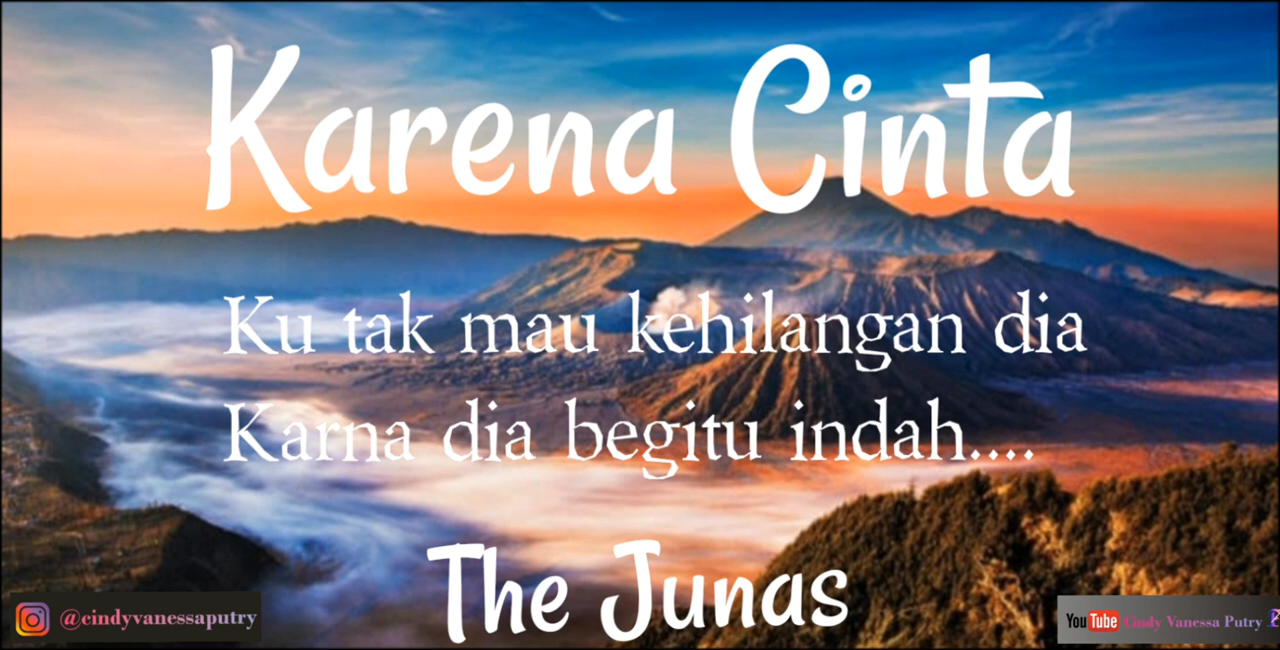 Karena Cinta
Ku tak mau kehilangan dia
Karna dia begitu indah....
The Junas
@cindyvanessaputry
YouTube Cindy Vanessa Putry